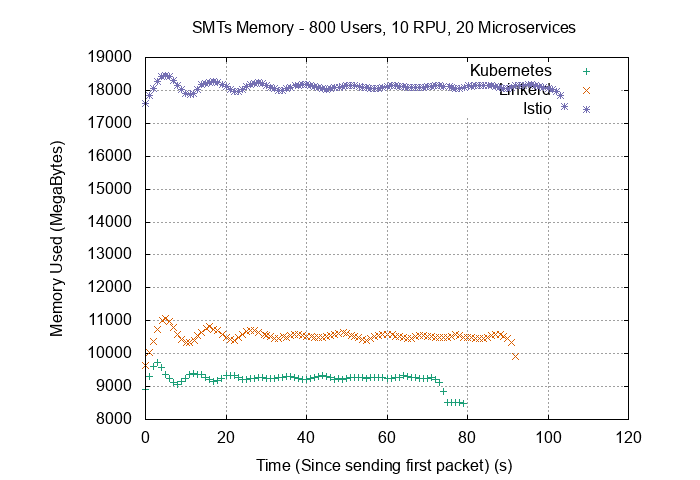 SMTs Memory - 800 Users, 10 RPU, 20 Microservices
19000
18000
17000
16000
15000
14000
13000
12000
11000
10000
9000
8000
Memory Used (MegaBytes)
Kubernetes
Linkerd
Istio
0 20 40 60 80 100 120
Time (Since sending first packet) (s)